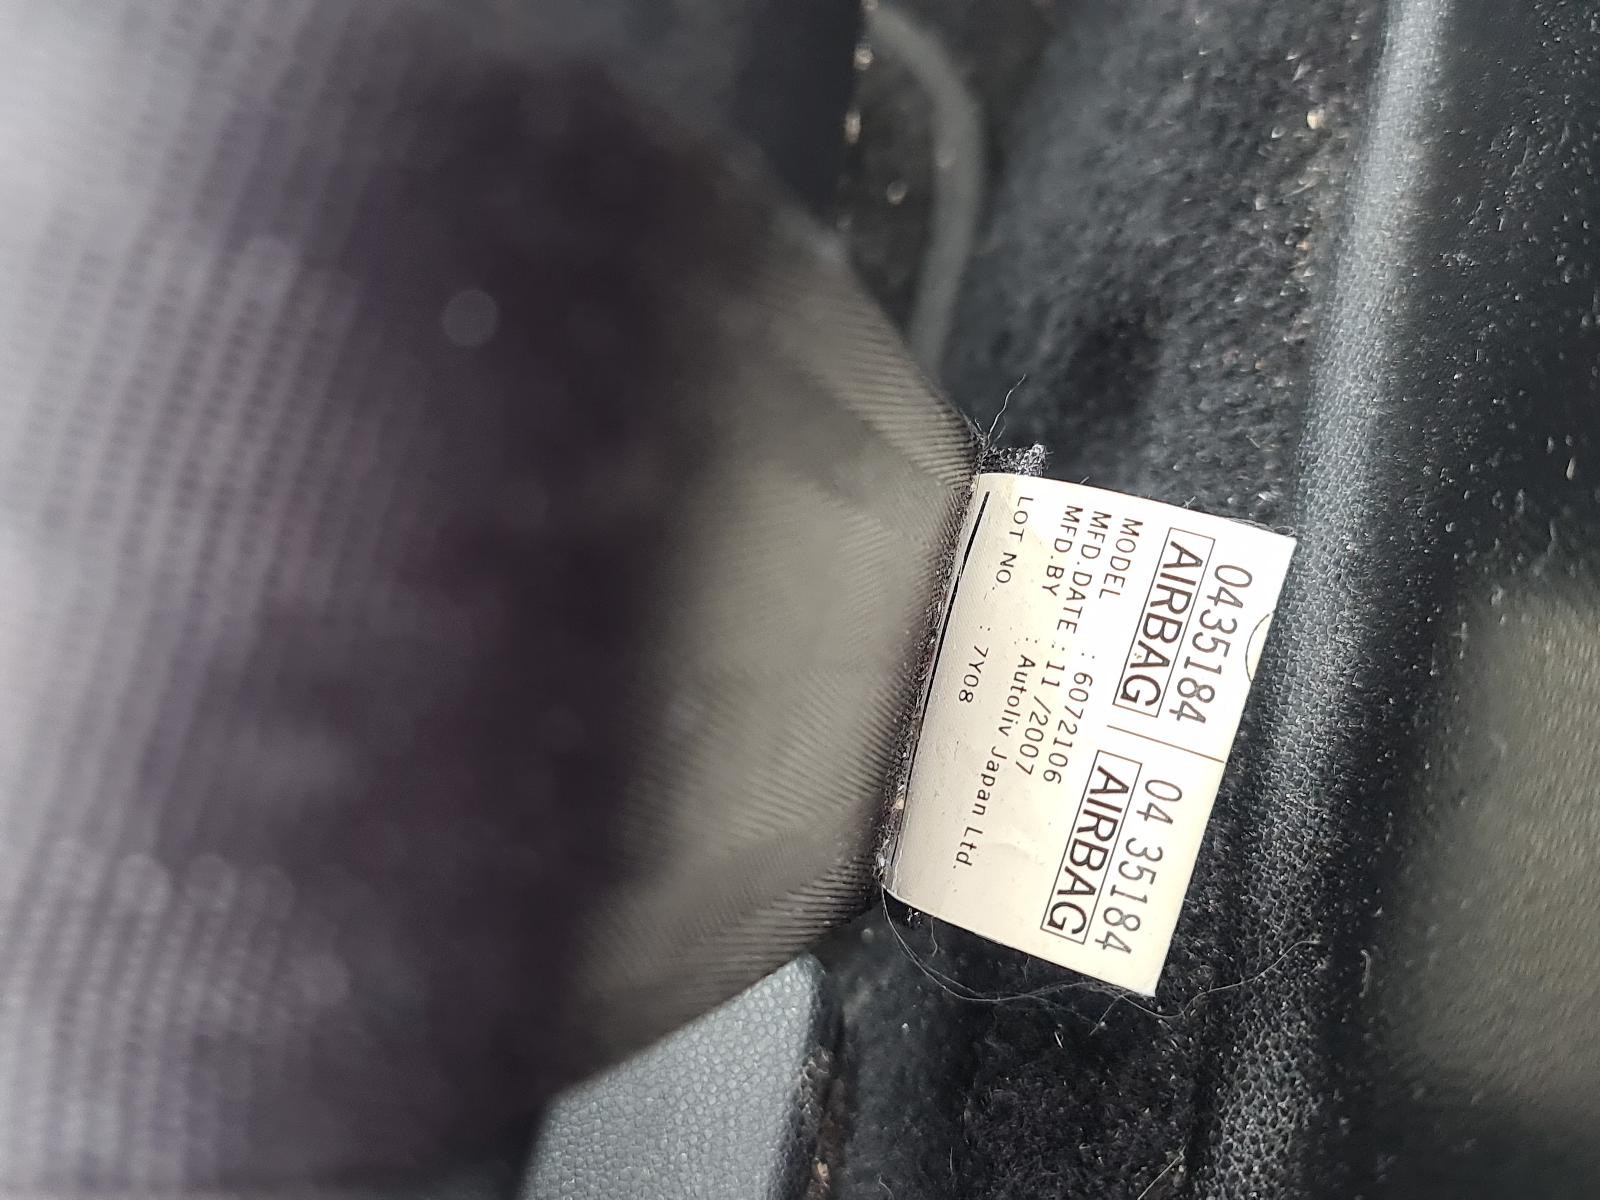 0435184 04 35184
AIRBAG AIRBAG
MODEL : 6072106
MFD.DATE : 11/2007
MFD.BY : Autoliv Japan Ltd.
LOT NO. : 7Y08